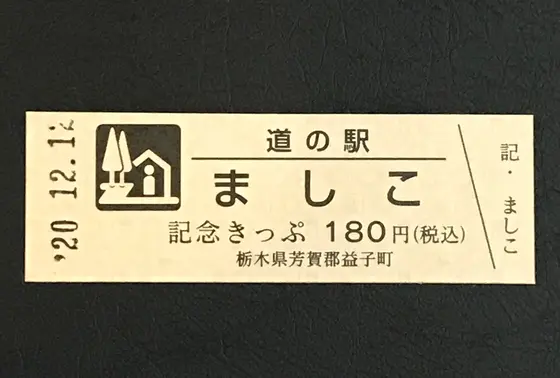 '20 12.12
道の駅
ましこ
記念きっぷ 180円(税込)
栃木県芳賀郡益子町
記・ましこ